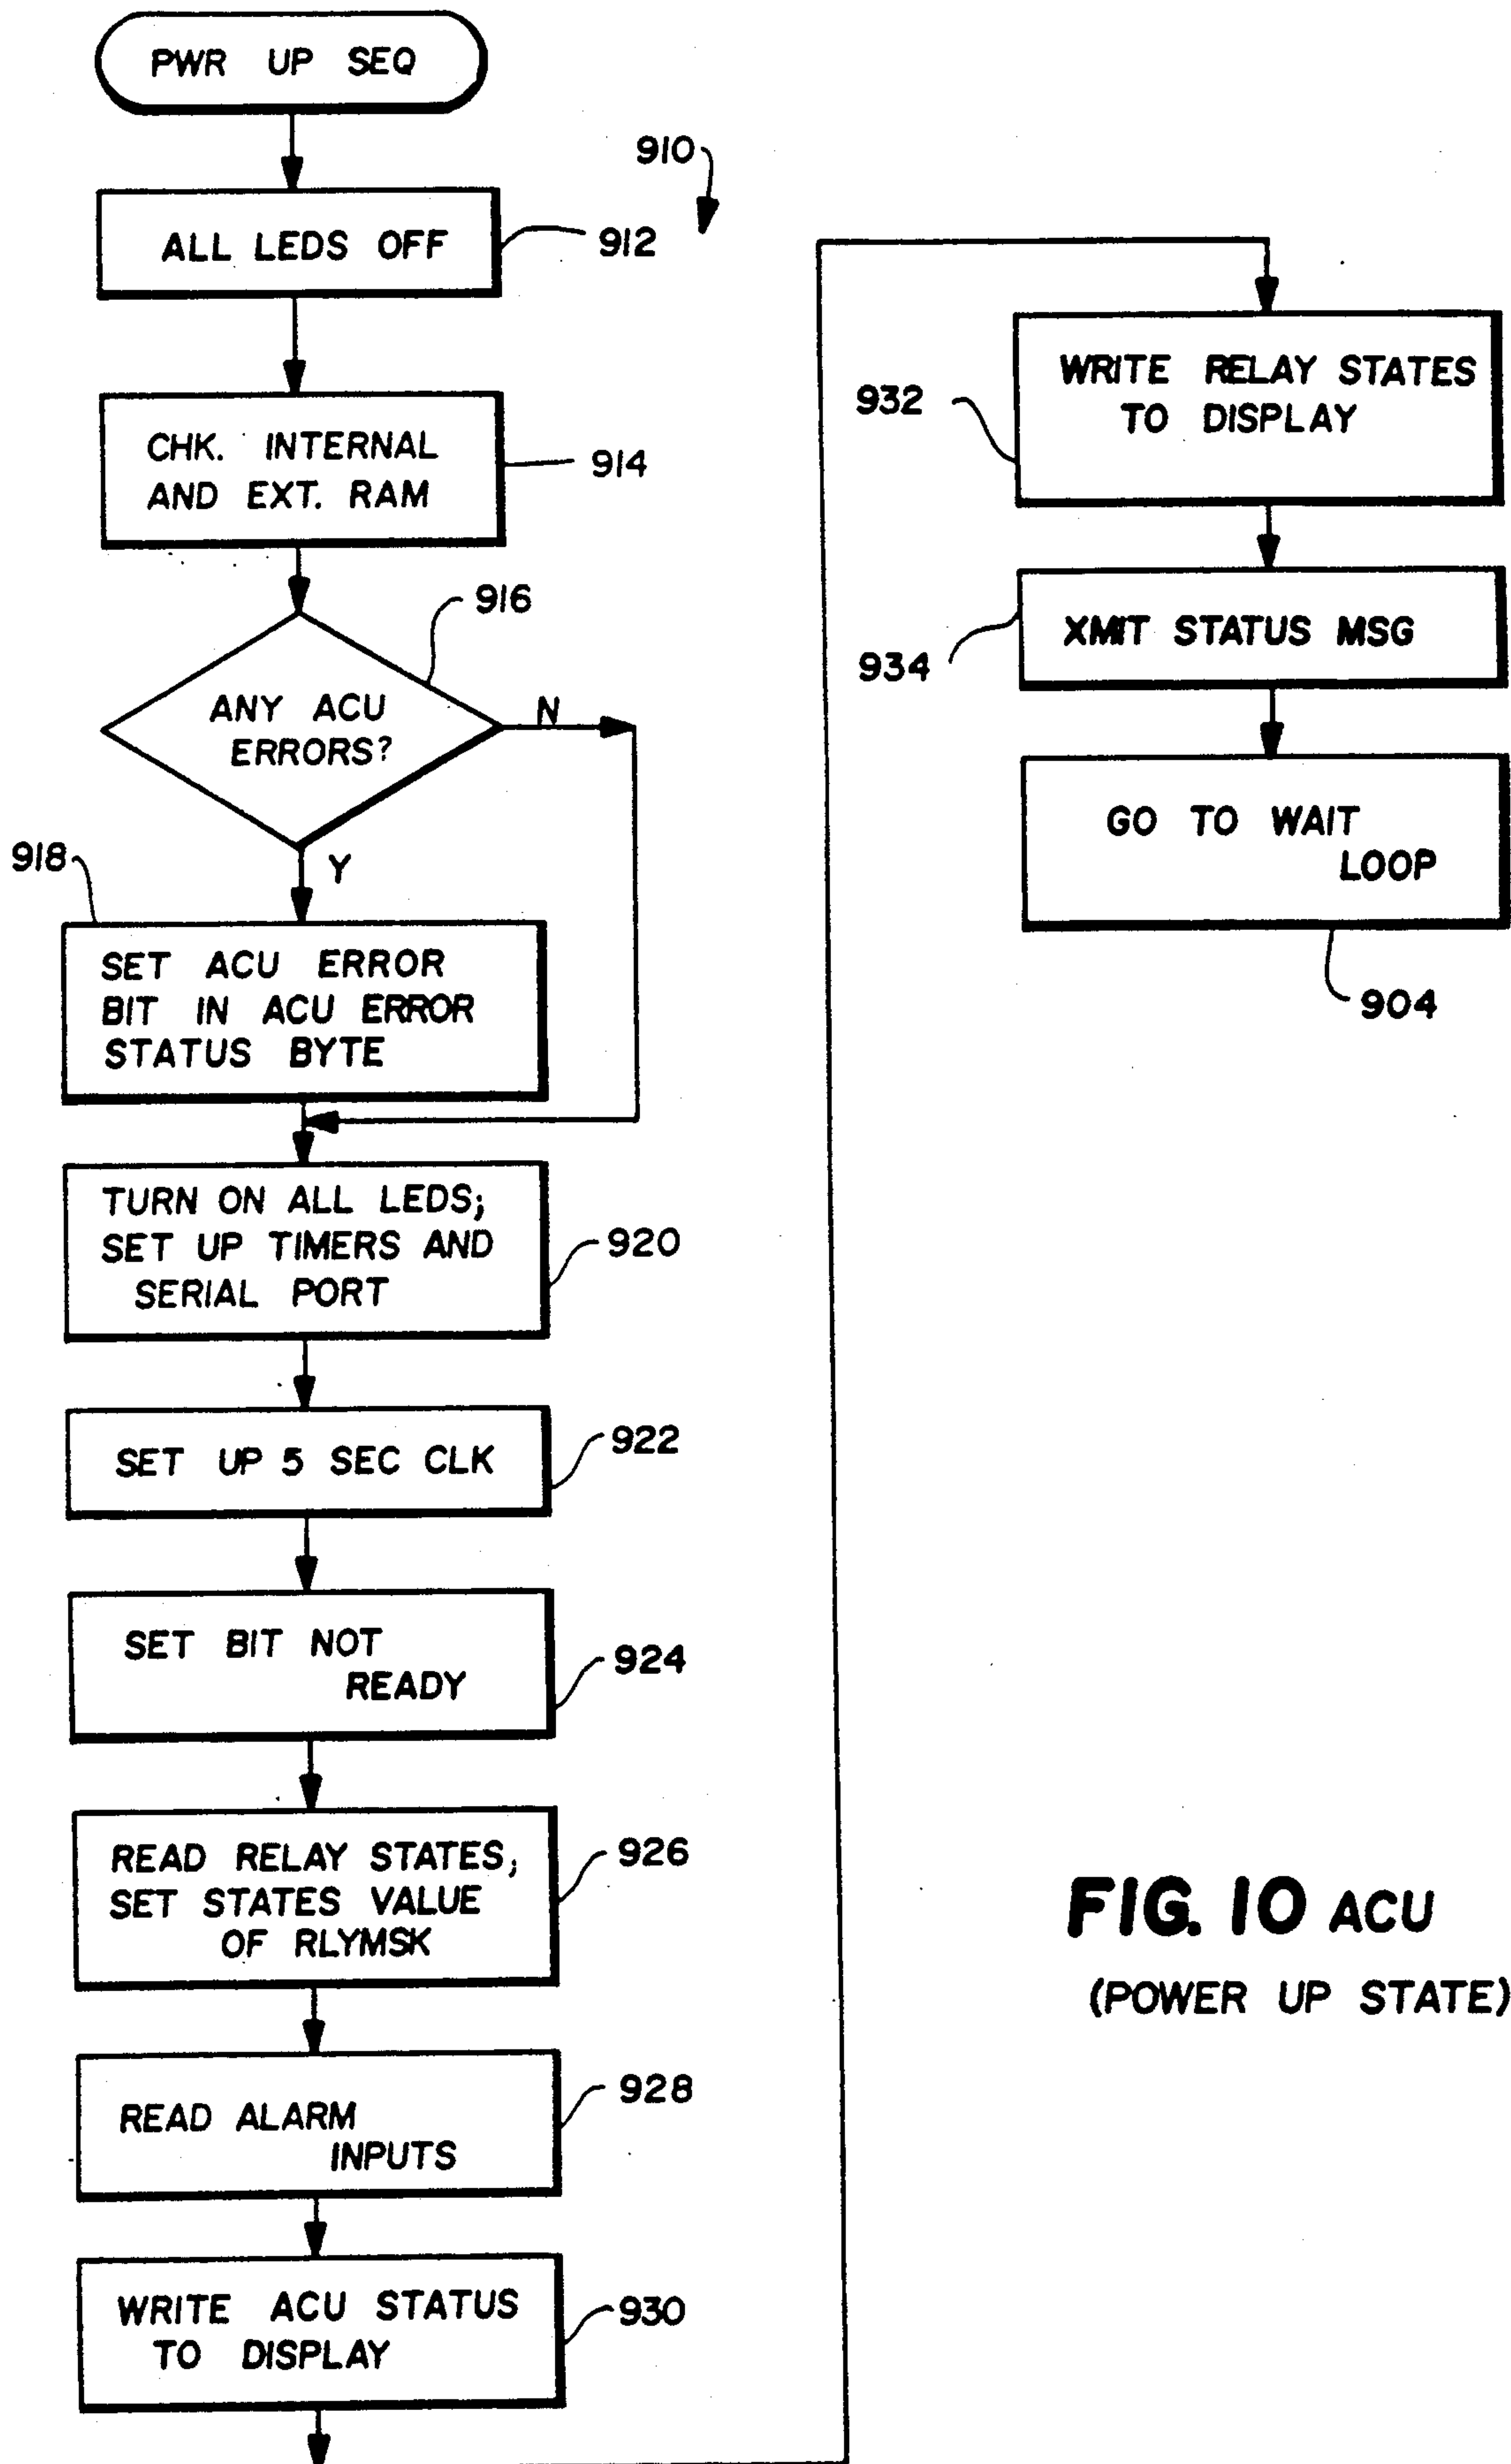 PWR UP SEQ
910
ALL LEDS OFF
912
CHK. INTERNAL
AND EXT. RAM
914
916
ANY ACU
ERRORS?
N
Y
918
SET ACU ERROR
BIT IN ACU ERROR
STATUS BYTE
TURN ON ALL LEDS;
SET UP TIMERS AND
SERIAL PORT
920
SET UP 5 SEC CLK
922
SET BIT NOT
READY
924
READ RELAY STATES;
SET STATES VALUE
OF RLYMSK
926
READ ALARM
INPUTS
928
WRITE ACU STATUS
TO DISPLAY
930
WRITE RELAY STATES
TO DISPLAY
932
XMIT STATUS MSG
934
GO TO WAIT
LOOP
904
FIG. 10 ACU
(POWER UP STATE)